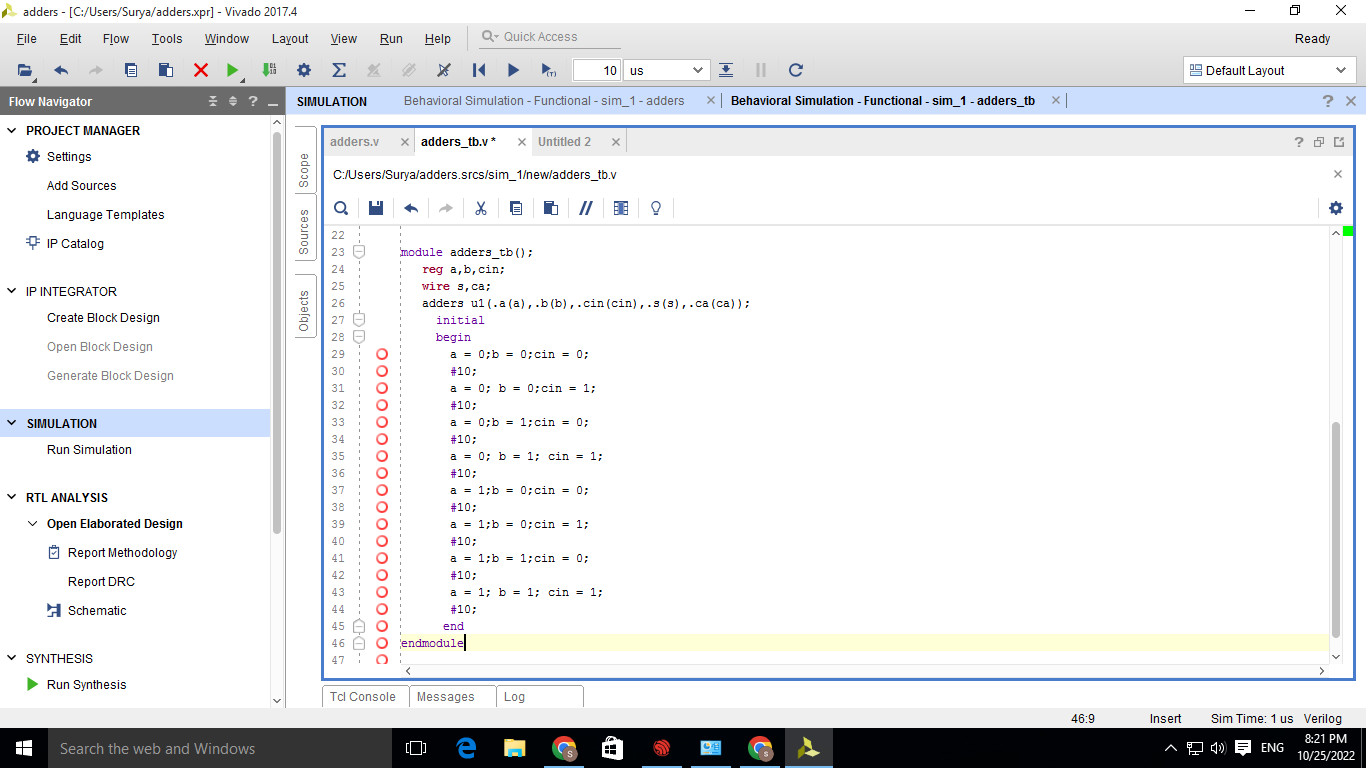 adders - [C:/Users/Surya/adders.xpr] - Vivado 2017.4
File Edit Flow Tools Window Layout View Run Help Quick Access Ready
10 us Default Layout
Flow Navigator
SIMULATION Behavioral Simulation - Functional - sim_1 - adders Behavioral Simulation - Functional - sim_1 - adders_tb
PROJECT MANAGER
Settings
Add Sources
Language Templates
IP Catalog
IP INTEGRATOR
Create Block Design
Open Block Design
Generate Block Design
SIMULATION
Run Simulation
RTL ANALYSIS
Open Elaborated Design
Report Methodology
Report DRC
Schematic
SYNTHESIS
Run Synthesis
Scope
Sources
Objects
adders.v adders_tb.v * Untitled 2
C:/Users/Surya/adders.srcs/sim_1/new/adders_tb.v
22
23 module adders_tb();
24 reg a,b,cin;
25 wire s,ca;
26 adders u1(.a(a),.b(b),.cin(cin),.s(s),.ca(ca));
27 initial
28 begin
29 a = 0;b = 0;cin = 0;
30 #10;
31 a = 0; b = 0;cin = 1;
32 #10;
33 a = 0;b = 1;cin = 0;
34 #10;
35 a = 0; b = 1; cin = 1;
36 #10;
37 a = 1;b = 0;cin = 0;
38 #10;
39 a = 1;b = 0;cin = 1;
40 #10;
41 a = 1;b = 1;cin = 0;
42 #10;
43 a = 1; b = 1; cin = 1;
44 #10;
45 end
46 endmodule
47
Tcl Console Messages Log
46:9 Insert Sim Time: 1 us Verilog
Search the web and Windows
ENG
8:21 PM
10/25/2022